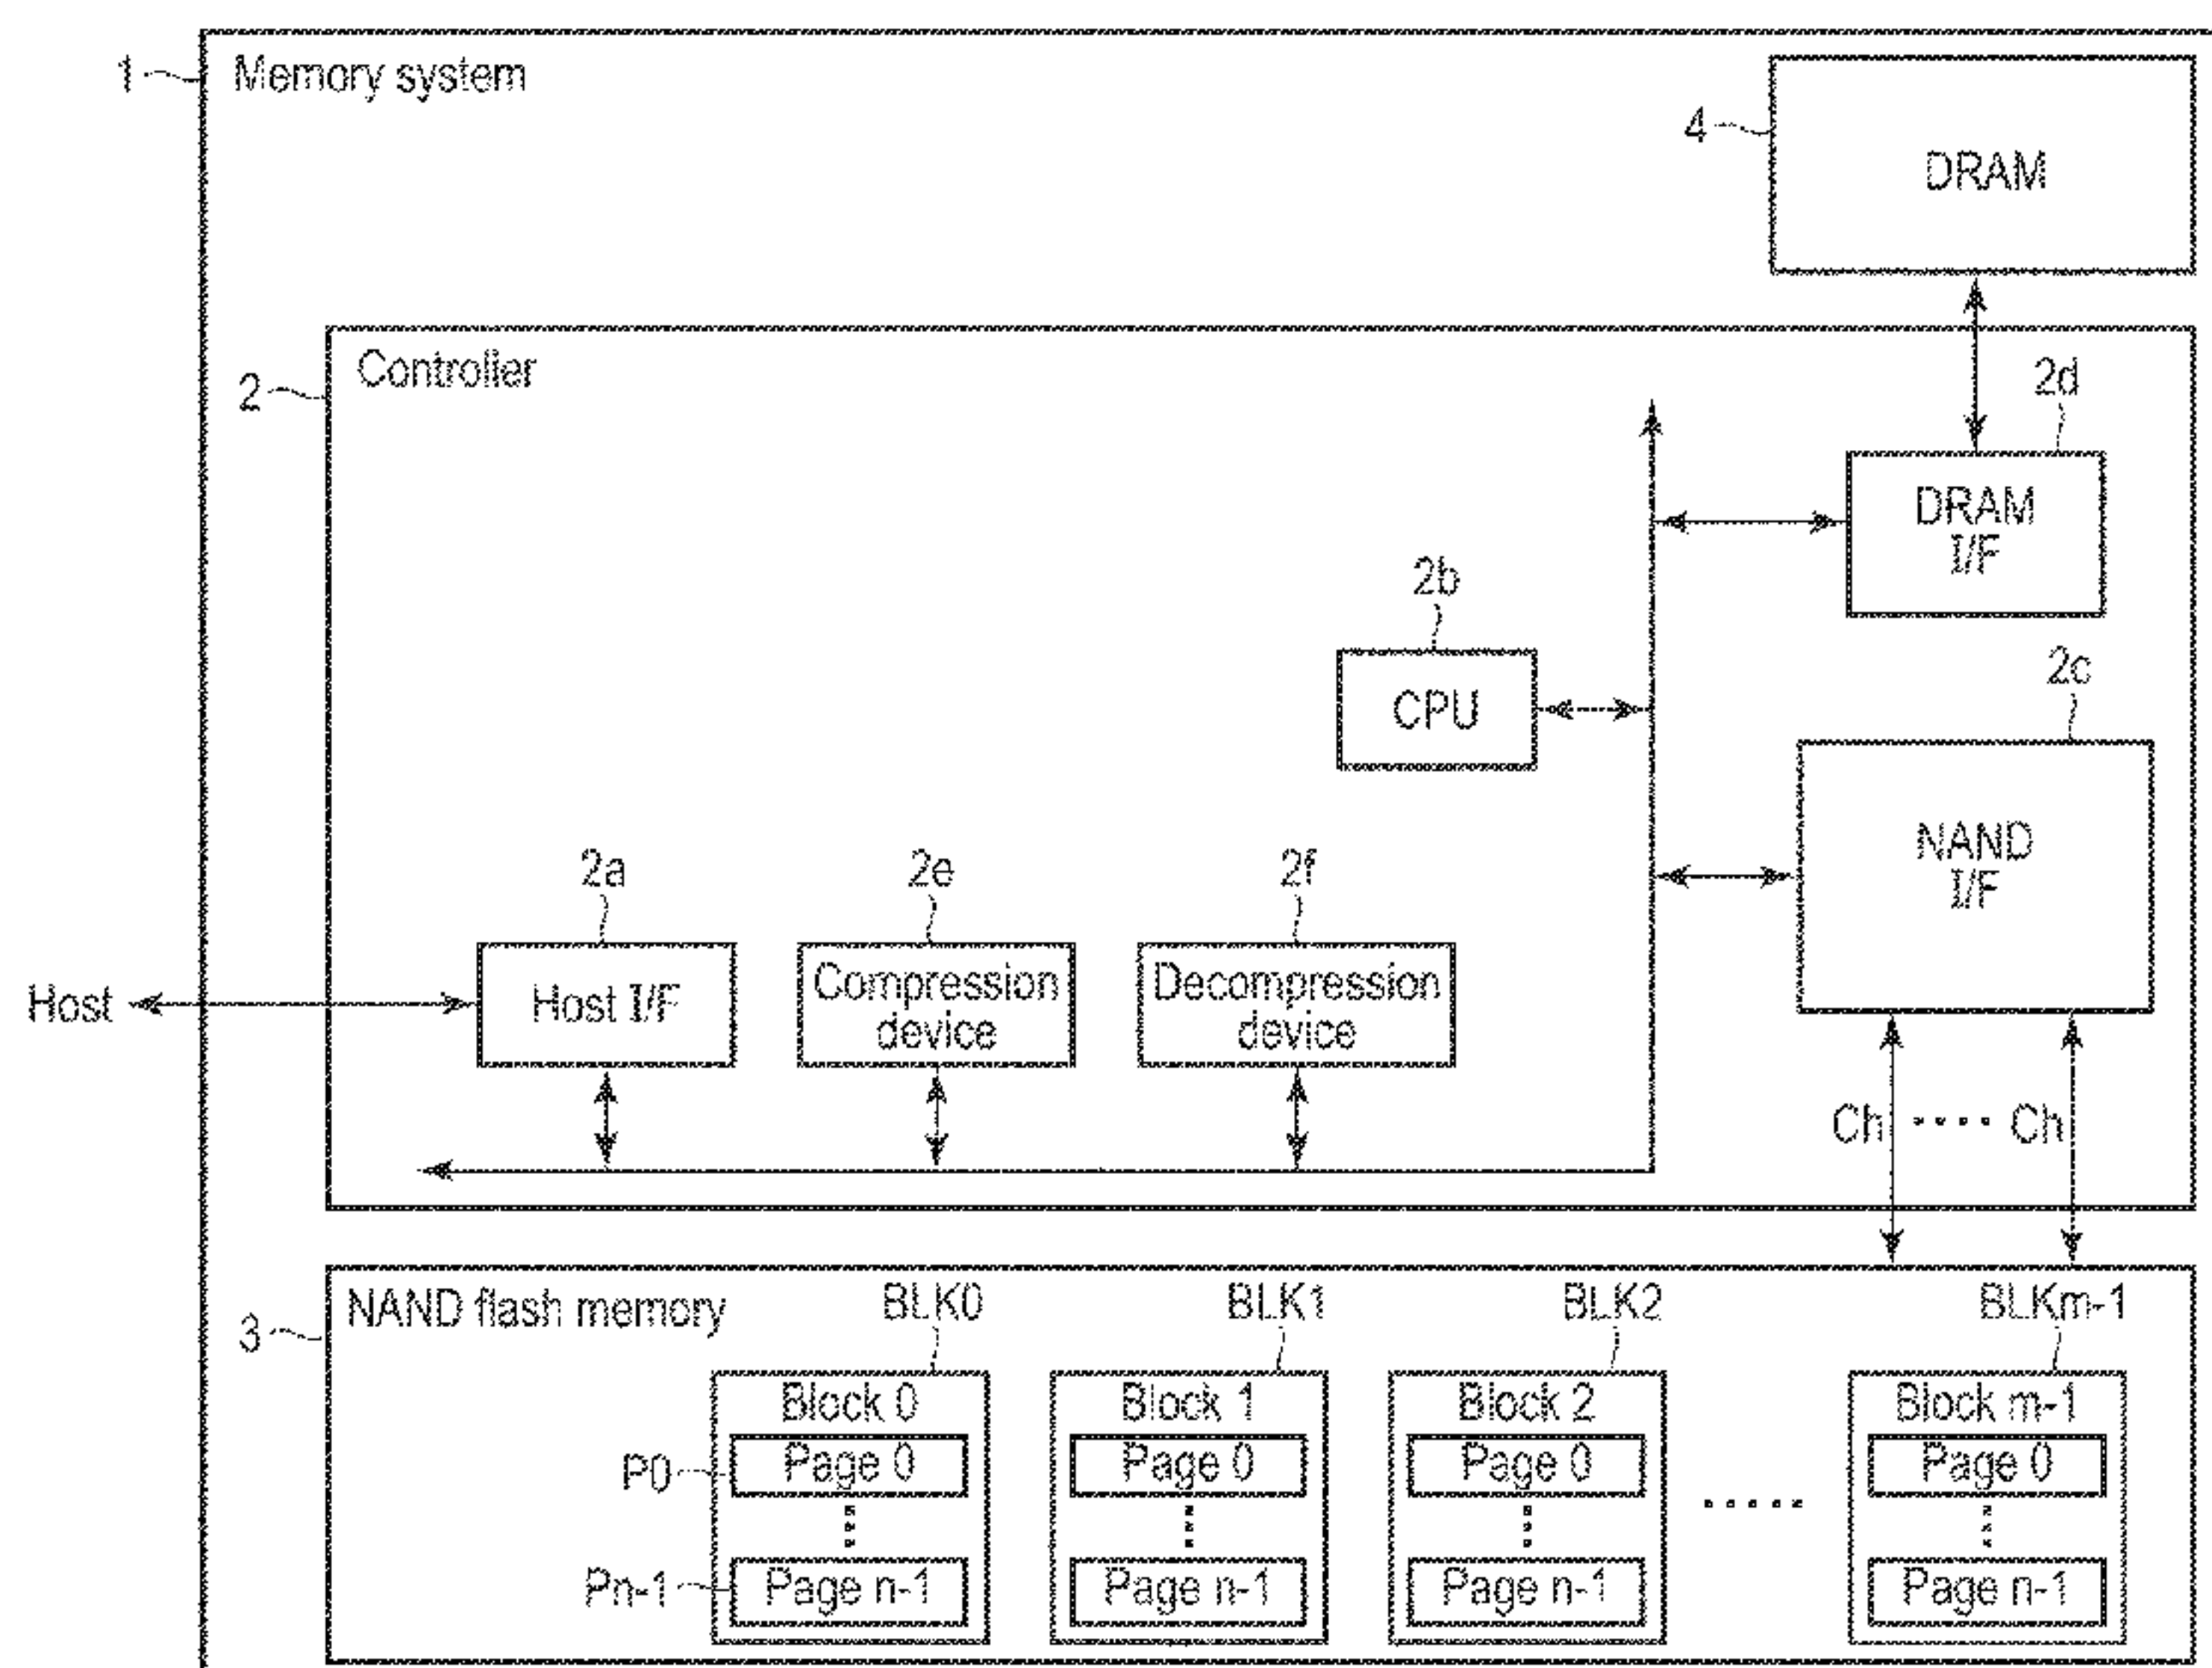 1
Memory system
4
DRAM
2
Controller
2d
DRAM
I/F
2b
CPU
2c
NAND
I/F
2a
2e
2f
Host
Host I/F
Compression
device
Decompression
device
Ch ···· Ch
3
NAND flash memory
BLK0
BLK1
BLK2
BLKm-1
Block 0
Block 1
Block 2
Block m-1
P0
Page 0
Page 0
Page 0
Page 0
Pn-1
Page n-1
Page n-1
Page n-1
Page n-1